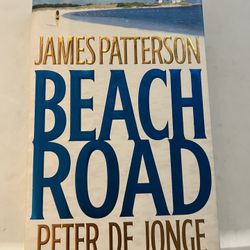 JAMES PATTERSON
BEACH
ROAD
PETER DE JONGE